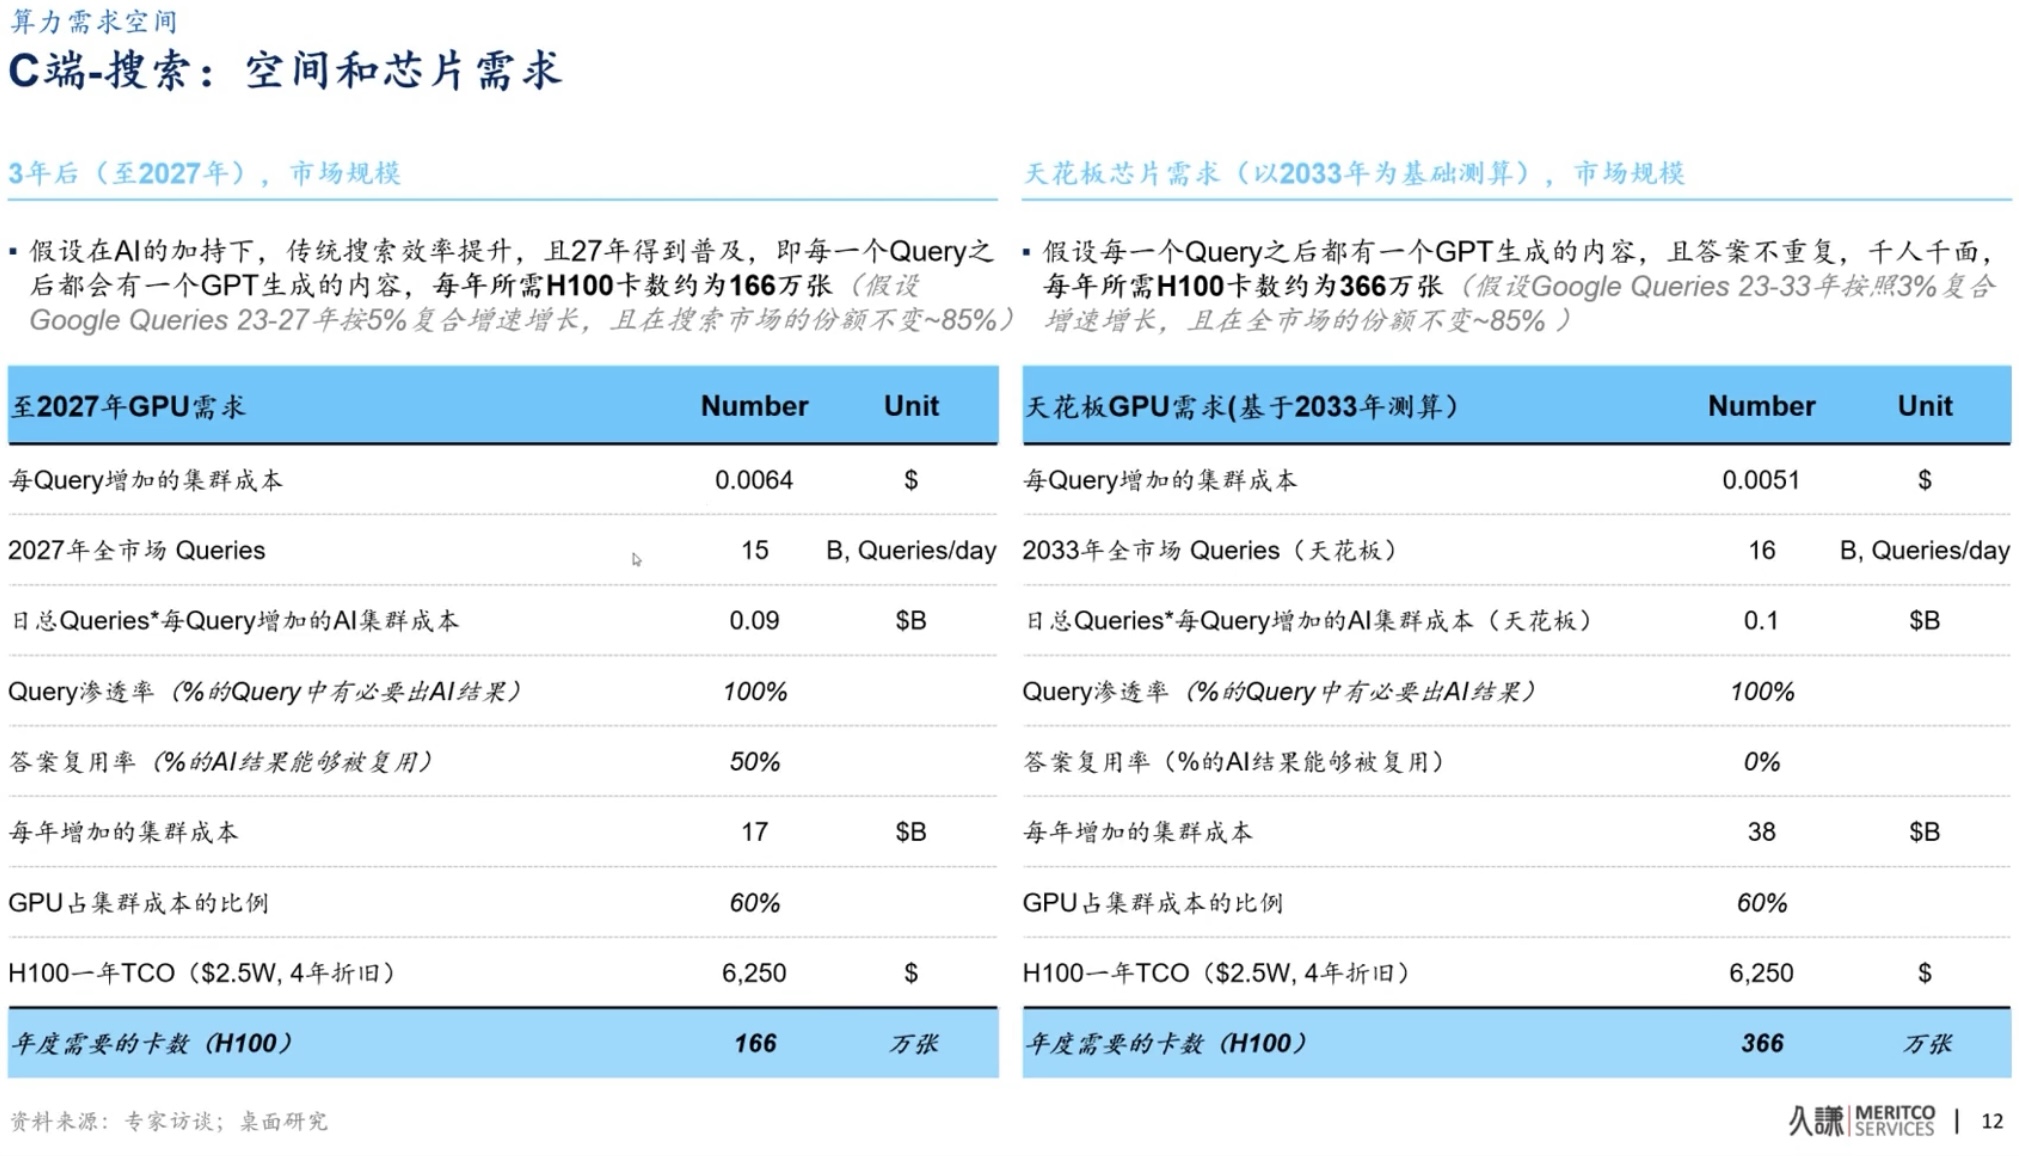 算力需求空间
C端-搜索：空间和芯片需求
3年后（至2027年），市场规模
▪ 假设在AI的加持下，传统搜索效率提升，且27年得到普及，即每一个Query之
后都会有一个GPT生成的内容，每年所需H100卡数约为166万张（假设
Google Queries 23-27年按5%复合增速增长，且在搜索市场的份额不变~85%）
至2027年GPU需求 Number Unit
每Query增加的集群成本 0.0064 $
2027年全市场 Queries 15 B, Queries/day
日总Queries*每Query增加的AI集群成本 0.09 $B
Query渗透率（%的Query中有必要出AI结果） 100%
答案复用率（%的AI结果能够被复用） 50%
每年增加的集群成本 17 $B
GPU占集群成本的比例 60%
H100一年TCO（$2.5W, 4年折旧） 6,250 $
年度需要的卡数（H100） 166 万张
天花板芯片需求（以2033年为基础测算），市场规模
▪ 假设每一个Query之后都有一个GPT生成的内容，且答案不重复，千人千面，
每年所需H100卡数约为366万张（假设Google Queries 23-33年按照3%复合
增速增长，且在全市场的份额不变~85% ）
天花板GPU需求(基于2033年测算） Number Unit
每Query增加的集群成本 0.0051 $
2033年全市场 Queries（天花板） 16 B, Queries/day
日总Queries*每Query增加的AI集群成本（天花板） 0.1 $B
Query渗透率（%的Query中有必要出AI结果） 100%
答案复用率（%的AI结果能够被复用） 0%
每年增加的集群成本 38 $B
GPU占集群成本的比例 60%
H100一年TCO（$2.5W, 4年折旧） 6,250 $
年度需要的卡数（H100） 366 万张
资料来源：专家访谈；桌面研究
久謙 MERITCO SERVICES | 12